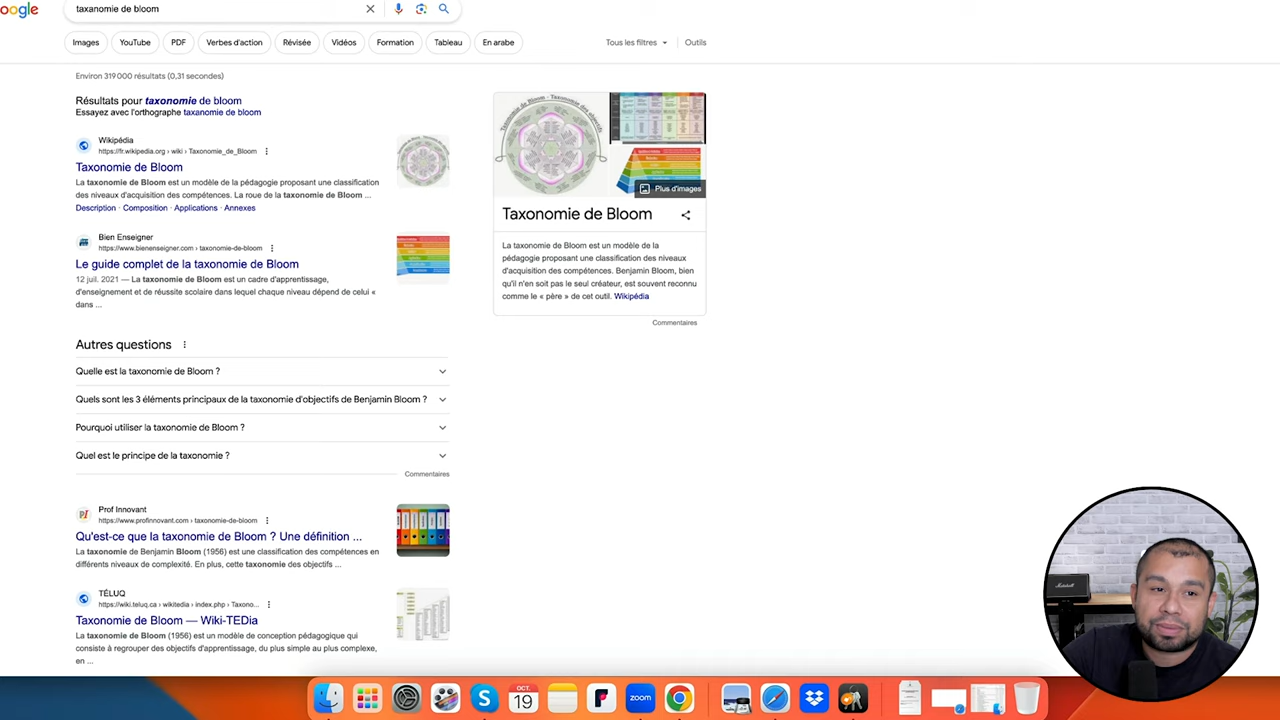 oogle
taxanomie de bloom
Images
YouTube
PDF
Verbes d'action
Révisée
Vidéos
Formation
Tableau
En arabe
Tous les filtres
Outils
Environ 319 000 résultats (0,31 secondes)
Résultats pour taxonomie de bloom
Essayez avec l'orthographe taxanomie de bloom
Wikipédia
https://fr.wikipedia.org › wiki › Taxonomie_de_Bloom
Taxonomie de Bloom
La taxonomie de Bloom est un modèle de la pédagogie proposant une classification
des niveaux d'acquisition des compétences. La roue de la taxonomie de Bloom ...
Description · Composition · Applications · Annexes
Bien Enseigner
https://www.bienenseigner.com › taxonomie-de-bloom
Le guide complet de la taxonomie de Bloom
12 juil. 2021 — La taxonomie de Bloom est un cadre d'apprentissage,
d'enseignement et de réussite scolaire dans lequel chaque niveau dépend de celui «
dans ...
Autres questions
Quelle est la taxonomie de Bloom ?
Quels sont les 3 éléments principaux de la taxonomie d'objectifs de Benjamin Bloom ?
Pourquoi utiliser la taxonomie de Bloom ?
Quel est le principe de la taxonomie ?
Commentaires
Prof Innovant
https://www.profinnovant.com › taxonomie-de-bloom
Qu'est-ce que la taxonomie de Bloom ? Une définition ...
La taxonomie de Benjamin Bloom (1956) est une classification des compétences en
différents niveaux de complexité. En plus, cette taxonomie des objectifs ...
TÉLUQ
https://wiki.teluq.ca › wikitedia › index.php › Taxono...
Taxonomie de Bloom — Wiki-TEDia
La taxonomie de Bloom (1956) est un modèle de conception pédagogique qui
consiste à regrouper des objectifs d'apprentissage, du plus simple au plus complexe,
en ...
Plus d'images
Taxonomie de Bloom
La taxonomie de Bloom est un modèle de la
pédagogie proposant une classification des niveaux
d'acquisition des compétences. Benjamin Bloom, bien
qu'il n'en soit pas le seul créateur, est souvent reconnu
comme le « père » de cet outil. Wikipédia
Commentaires
Marshall
OCT.
19
zoom